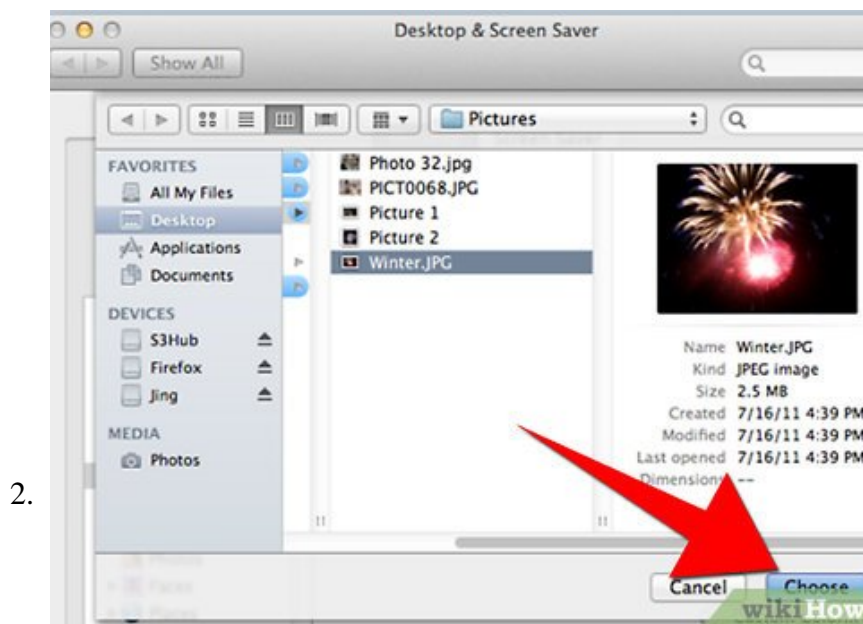 Desktop & Screen Saver
Show All
Pictures
FAVORITES
All My Files
Desktop
Applications
Documents
DEVICES
S3Hub
Firefox
Jing
MEDIA
Photos
Photo 32.jpg
PICT0068.JPG
Picture 1
Picture 2
Winter.JPG
Name Winter.JPG
Kind JPEG image
Size 2.5 MB
Created 7/16/11 4:39 PM
Modified 7/16/11 4:39 PM
Last opened 7/16/11 4:39 PM
Dimensions --
2.
Cancel
Choose
wikiHow